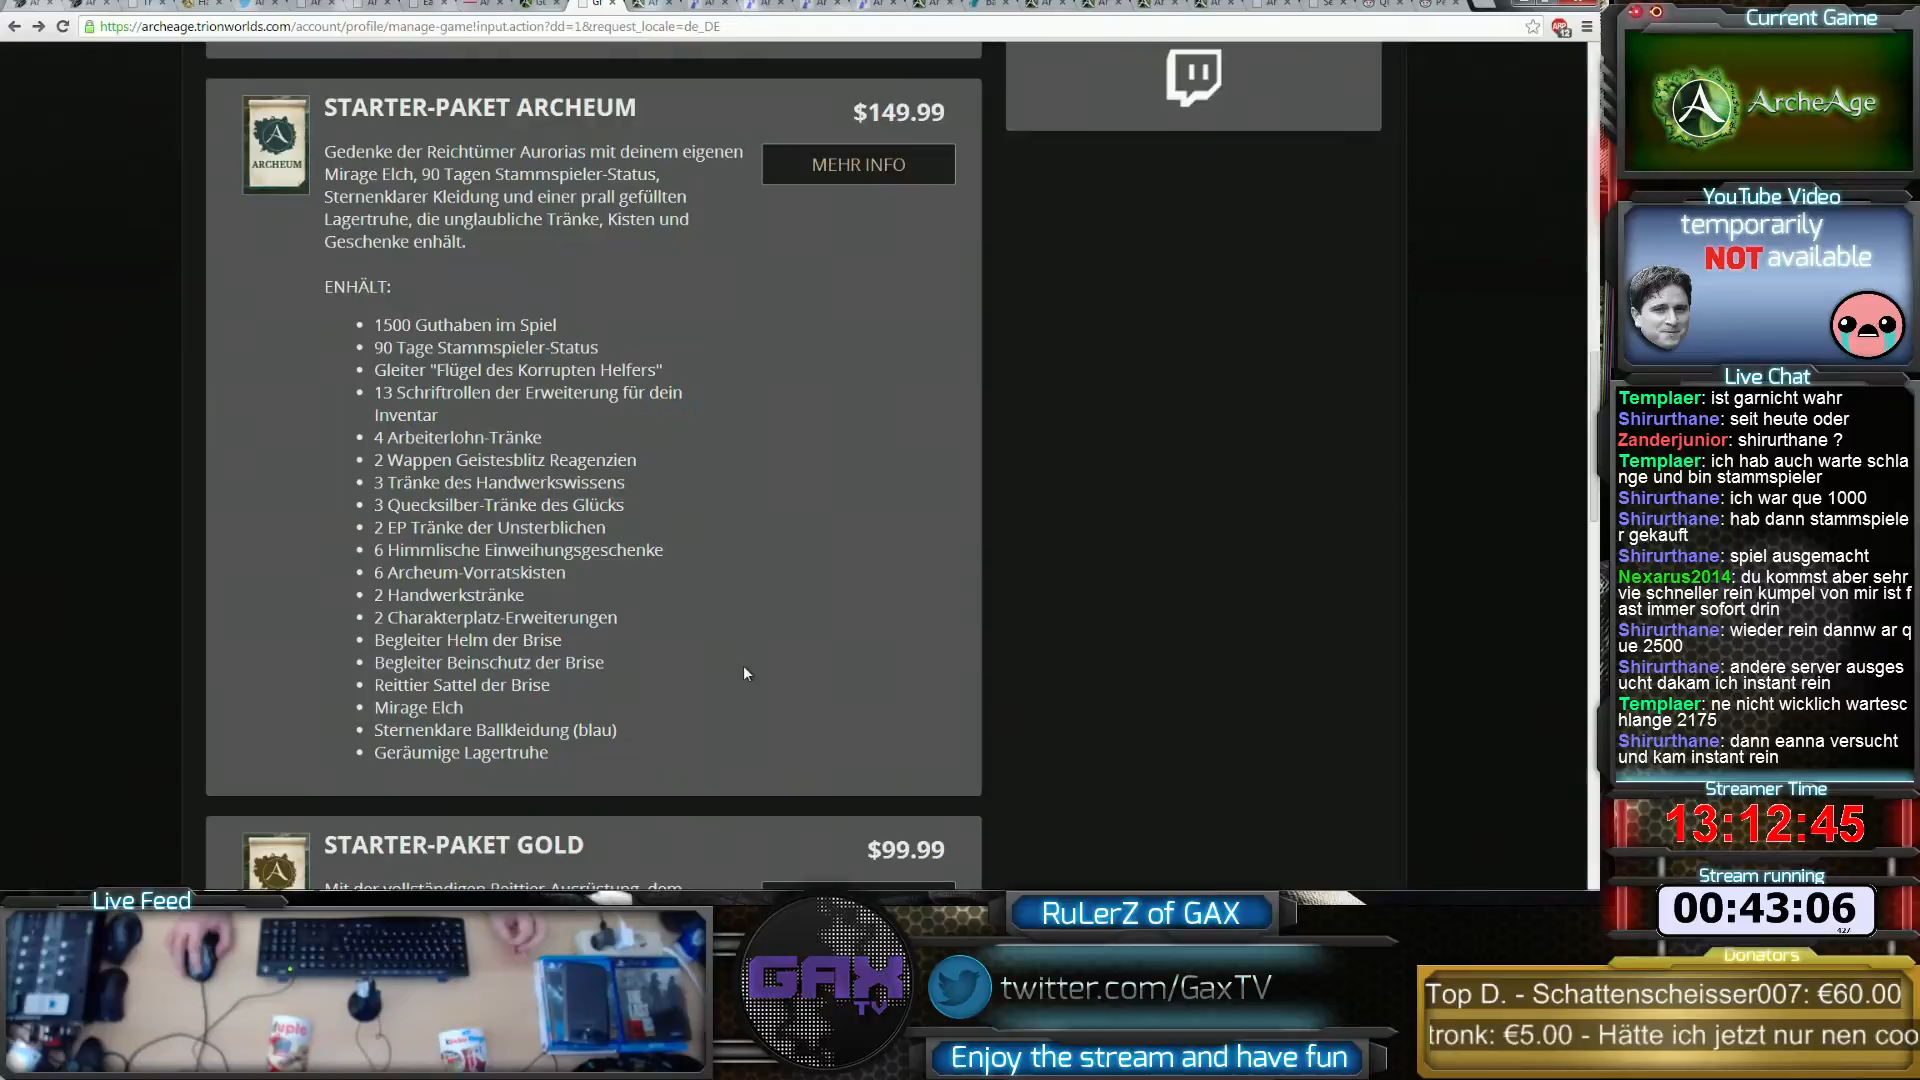 https://archeage.trionworlds.com/account/profile/manage-game!input.action?dd=1&request_locale=de_DE
STARTER-PAKET ARCHEUM
$149.99
ARCHEUM
Gedenke der Reichtümer Aurorias mit deinem eigenen
Mirage Elch, 90 Tagen Stammspieler-Status,
Sternenklarer Kleidung und einer prall gefüllten
Lagertruhe, die unglaubliche Tränke, Kisten und
Geschenke enhält.
MEHR INFO
ENHÄLT:
• 1500 Guthaben im Spiel
• 90 Tage Stammspieler-Status
• Gleiter "Flügel des Korrupten Helfers"
• 13 Schriftrollen der Erweiterung für dein
Inventar
• 4 Arbeiterlohn-Tränke
• 2 Wappen Geistesblitz Reagenzien
• 3 Tränke des Handwerkswissens
• 3 Quecksilber-Tränke des Glücks
• 2 EP Tränke der Unsterblichen
• 6 Himmlische Einweihungsgeschenke
• 6 Archeum-Vorratskisten
• 2 Handwerkstränke
• 2 Charakterplatz-Erweiterungen
• Begleiter Helm der Brise
• Begleiter Beinschutz der Brise
• Reittier Sattel der Brise
• Mirage Elch
• Sternenklare Ballkleidung (blau)
• Geräumige Lagertruhe
STARTER-PAKET GOLD
$99.99
Mit der vollständigen Reittier Ausrüstung, dem
Current Game
ArcheAge
YouTube Video
temporarily
NOT available
Live Chat
Templaer: ist garnicht wahr
Shirurthane: seit heute oder
Zanderjunior: shirurthane ?
Templaer: ich hab auch warte schla
nge und bin stammspieler
Shirurthane: ich war que 1000
Shirurthane: hab dann stammspiele
r gekauft
Shirurthane: spiel ausgemacht
Nexarus2014: du kommst aber sehr
vie schneller rein kumpel von mir ist f
ast immer sofort drin
Shirurthane: wieder rein dannw ar q
ue 2500
Shirurthane: andere server ausges
ucht dakam ich instant rein
Templaer: ne nicht wicklich wartesc
hlange 2175
Shirurthane: dann eanna versucht
und kam instant rein
Streamer Time
13:12:45
Stream running
00:43:06
427
Donators
Top D. - Schattenscheisser007: €60.00
tronk: €5.00 - Hätte ich jetzt nur nen coo
Live Feed
GAX
TV
RuLerZ of GAX
twitter.com/GaxTV
Enjoy the stream and have fun